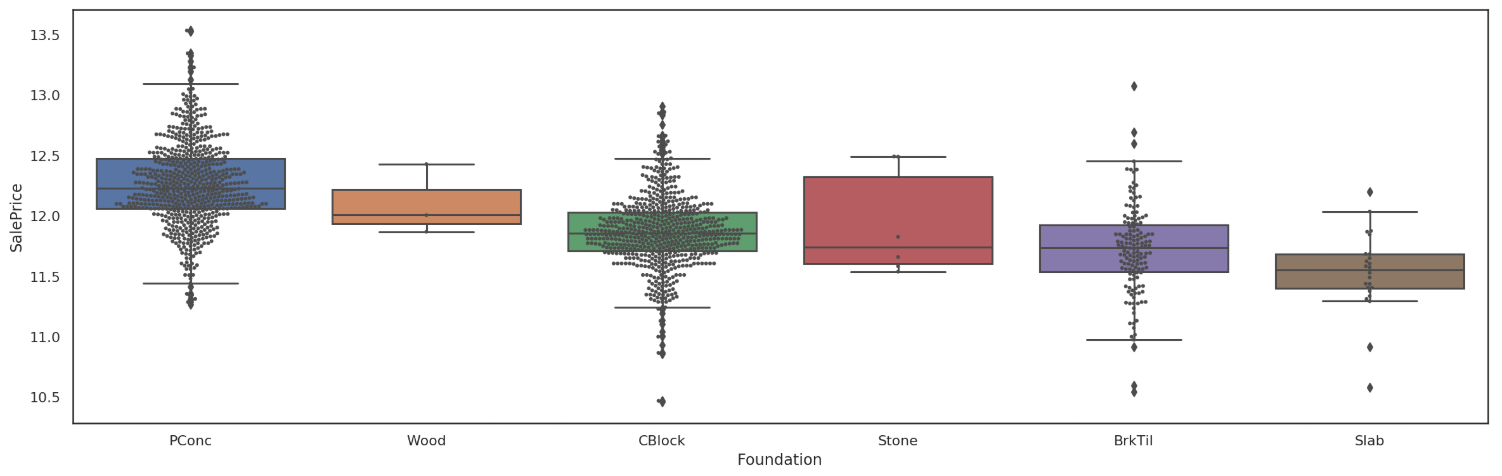 13.5
13.0
12.5
12.0
11.5
11.0
10.5
SalePrice
PConc
Wood
CBlock
Stone
BrkTil
Slab
Foundation